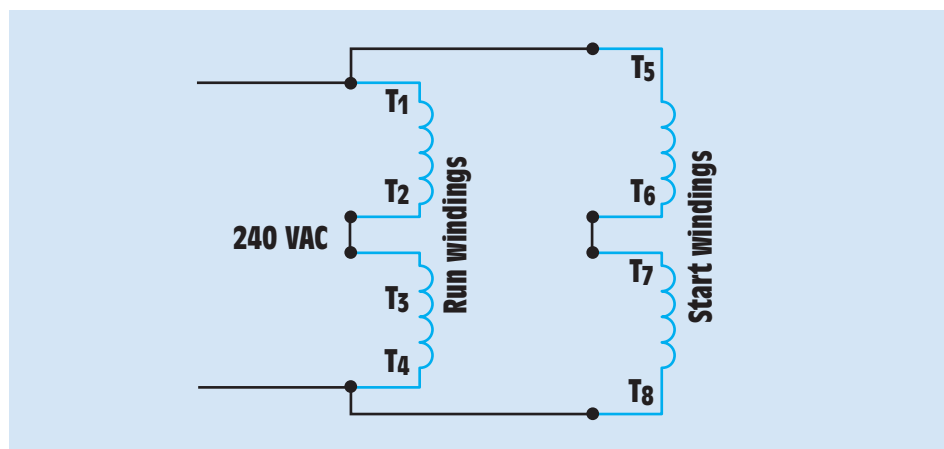 T5
T1
T2
T6
240 VAC
Run windings
Start windings
T3
T7
T4
T8